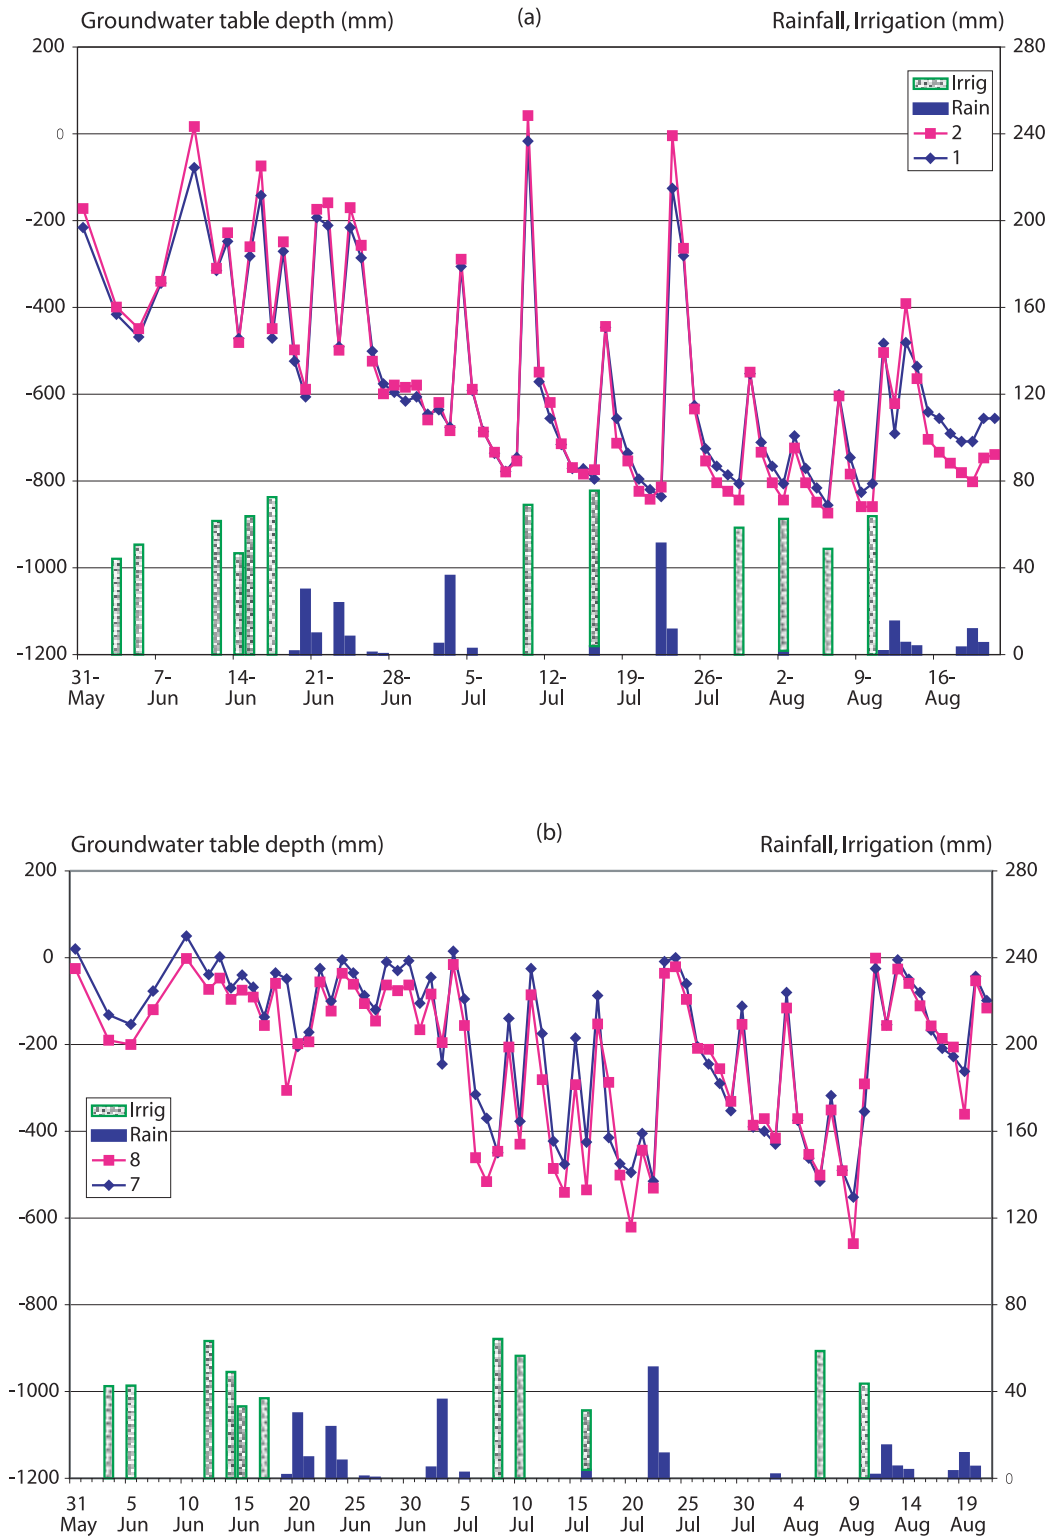 Groundwater table depth (mm)
(a)
Rainfall, Irrigation (mm)
200
280
0
240
-200
200
-400
160
-600
120
-800
80
-1000
40
-1200
0
Irrig
Rain
2
1
31- 7- 14- 21- 28- 5- 12- 19- 26- 2- 9- 16-
May Jun Jun Jun Jun Jul Jul Jul Jul Aug Aug Aug
Groundwater table depth (mm)
(b)
Rainfall, Irrigation (mm)
200
280
0
240
-200
200
-400
160
-600
120
-800
80
-1000
40
-1200
0
Irrig
Rain
8
7
31 5 10 15 20 25 30 5 10 15 20 25 30 4 9 14 19
May Jun Jun Jun Jun Jun Jun Jul Jul Jul Jul Jul Jul Aug Aug Aug Aug